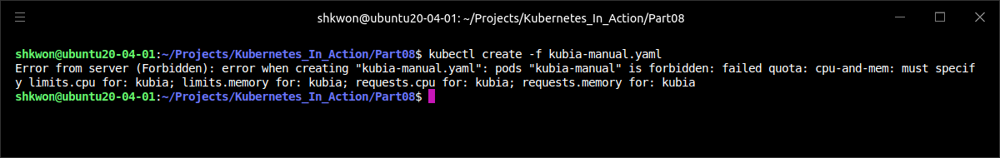 shkwon@ubuntu20-04-01: ~/Projects/Kubernetes_In_Action/Part08
shkwon@ubuntu20-04-01:~/Projects/Kubernetes_In_Action/Part08$ kubectl create -f kubia-manual.yaml
Error from server (Forbidden): error when creating "kubia-manual.yaml": pods "kubia-manual" is forbidden: failed quota: cpu-and-mem: must specif
y limits.cpu for: kubia; limits.memory for: kubia; requests.cpu for: kubia; requests.memory for: kubia
shkwon@ubuntu20-04-01:~/Projects/Kubernetes_In_Action/Part08$